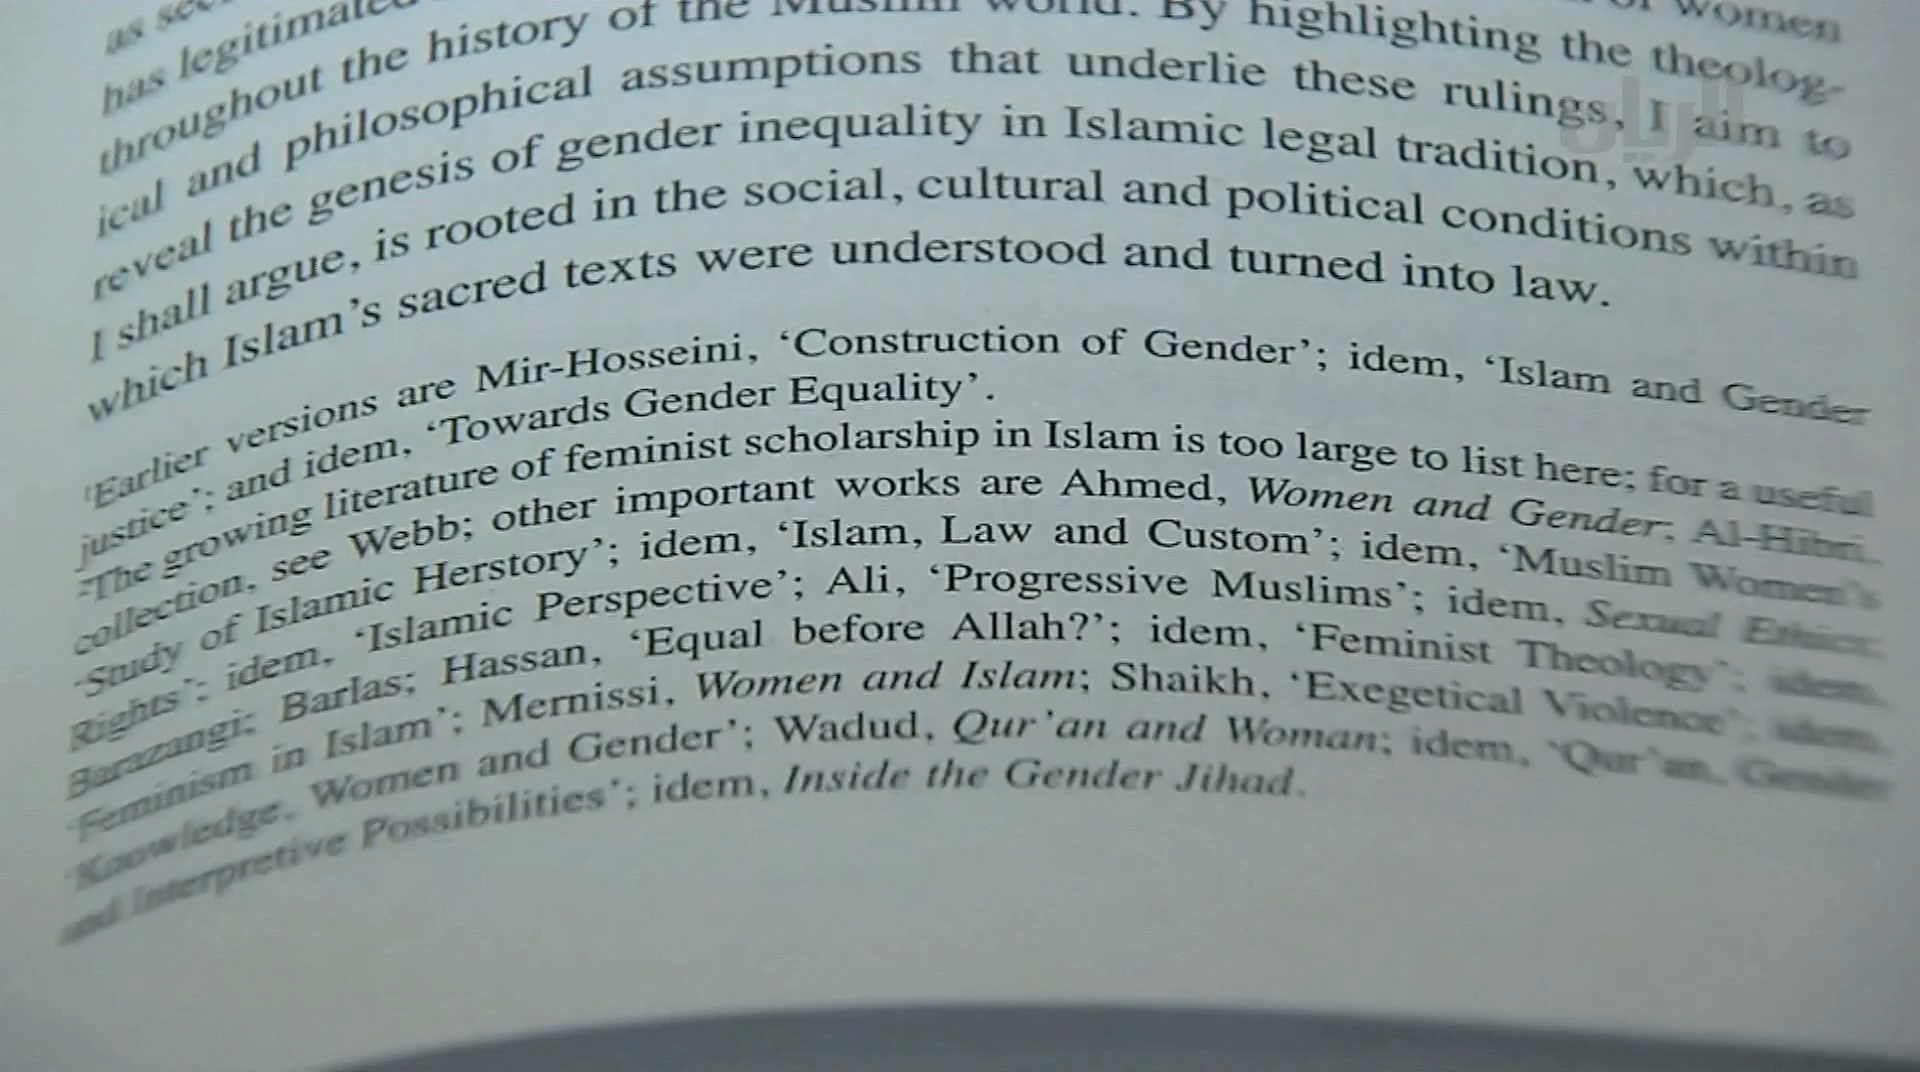 has legitimated
throughout the history of the Muslim world. By highlighting the theolog-
ical and philosophical assumptions that underlie these rulings, I aim to
reveal the genesis of gender inequality in Islamic legal tradition, which, as
I shall argue, is rooted in the social, cultural and political conditions within
which Islam's sacred texts were understood and turned into law.
¹Earlier versions are Mir-Hosseini, ‘Construction of Gender’; idem, ‘Islam and Gender
justice’; and idem, ‘Towards Gender Equality’.
²The growing literature of feminist scholarship in Islam is too large to list here; for a useful
collection, see Webb; other important works are Ahmed, Women and Gender; Al-Hibri,
‘Study of Islamic Herstory’; idem, ‘Islam, Law and Custom’; idem, ‘Muslim Women's
Rights’; idem, ‘Islamic Perspective’; Ali, ‘Progressive Muslims’; idem, Sexual Ethics;
Barazangi; Barlas; Hassan, ‘Equal before Allah?’; idem, ‘Feminist Theology’; idem,
‘Feminism in Islam’; Mernissi, Women and Islam; Shaikh, ‘Exegetical Violence’; idem,
‘Knowledge, Women and Gender’; Wadud, Qur'an and Woman; idem, ‘Qur'an, Gender
and Interpretive Possibilities’; idem, Inside the Gender Jihad.
الريان